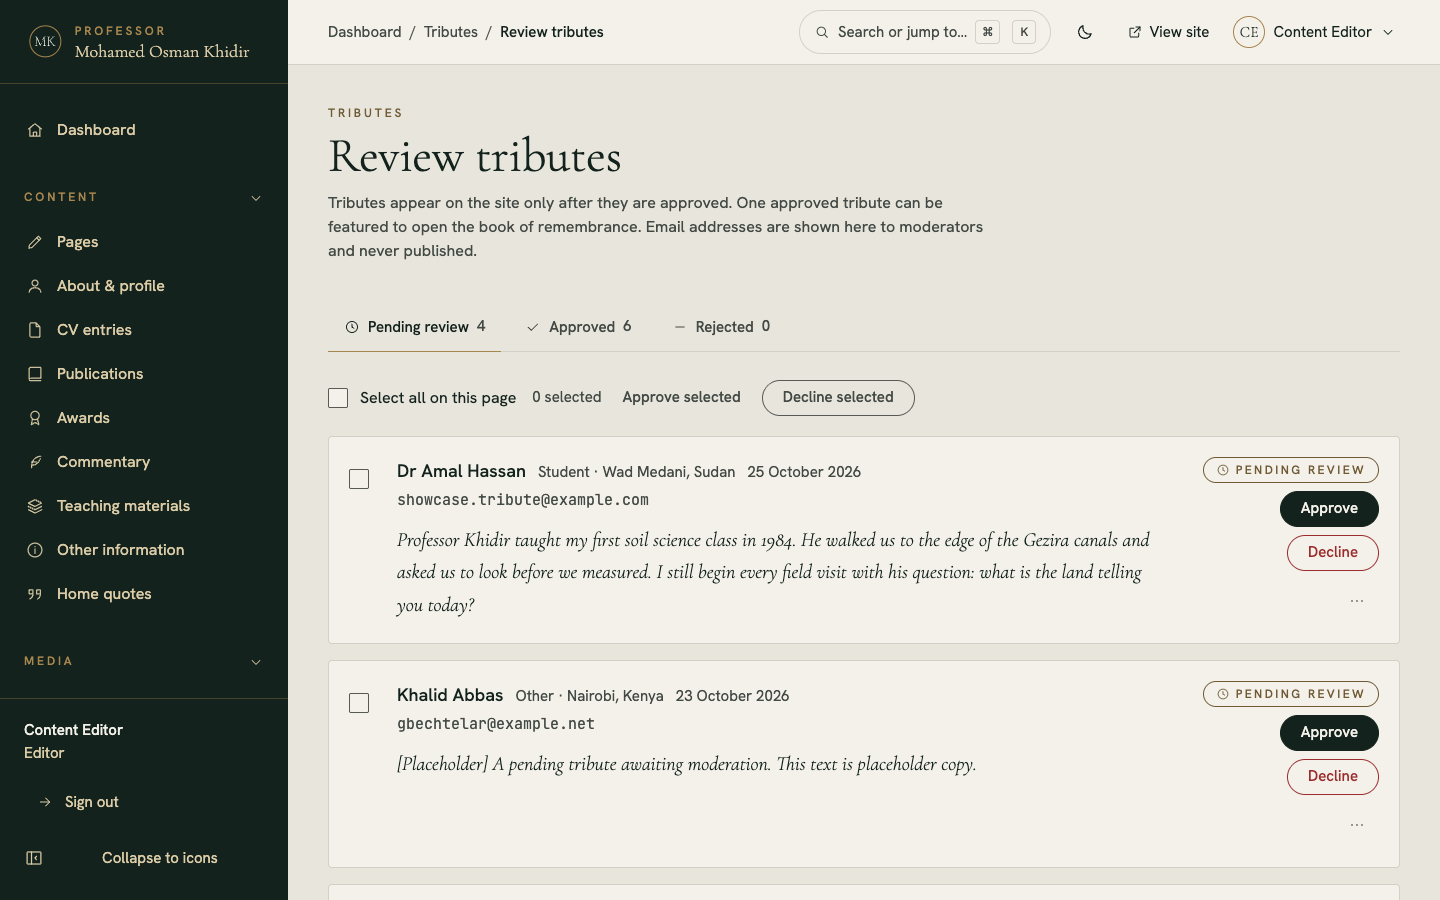 MK
PROFESSOR
Mohamed Osman Khidir
Dashboard
CONTENT
Pages
About & profile
CV entries
Publications
Awards
Commentary
Teaching materials
Other information
Home quotes
MEDIA
Content Editor
Editor
Sign out
Collapse to icons
Dashboard / Tributes / Review tributes
Search or jump to... ⌘ K
View site
CE Content Editor
TRIBUTES
Review tributes
Tributes appear on the site only after they are approved. One approved tribute can be
featured to open the book of remembrance. Email addresses are shown here to moderators
and never published.
Pending review 4
Approved 6
Rejected 0
Select all on this page 0 selected Approve selected Decline selected
Dr Amal Hassan Student · Wad Medani, Sudan 25 October 2026
showcase.tribute@example.com
Professor Khidir taught my first soil science class in 1984. He walked us to the edge of the Gezira canals and
asked us to look before we measured. I still begin every field visit with his question: what is the land telling
you today?
PENDING REVIEW
Approve
Decline
...
Khalid Abbas Other · Nairobi, Kenya 23 October 2026
gbechtelar@example.net
[Placeholder] A pending tribute awaiting moderation. This text is placeholder copy.
PENDING REVIEW
Approve
Decline
...